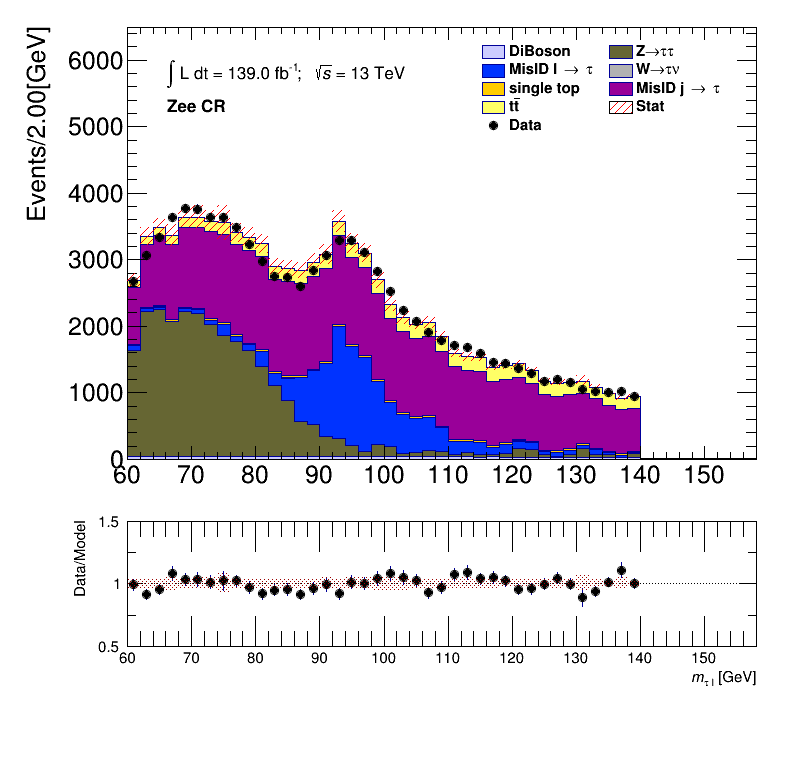 Events/2.00[GeV]
6000
5000
4000
3000
2000
1000
0
∫ L dt = 139.0 fb⁻¹; √s = 13 TeV
Zee CR
DiBoson
MisID l → τ
single top
tt̄
Data
Z→ττ
W→τν
MisID j → τ
Stat
60 70 80 90 100 110 120 130 140 150
Data/Model
1.5
1
0.5
60 70 80 90 100 110 120 130 140 150
m_{τ l} [GeV]